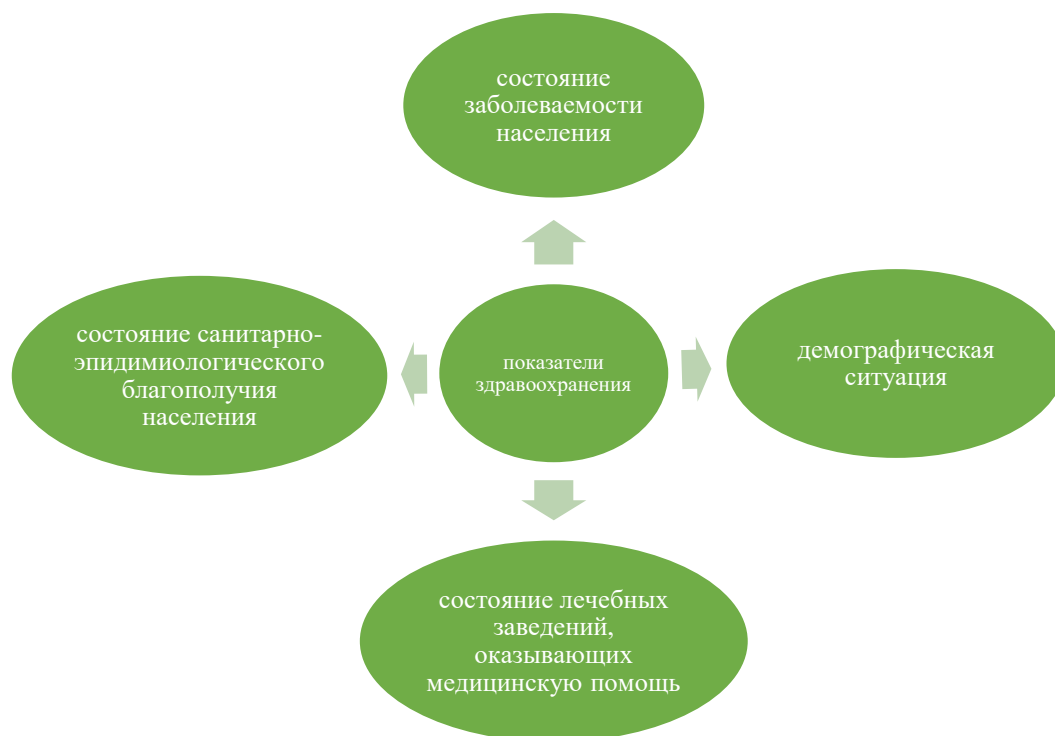 состояние
заболеваемости
населения
состояние санитарно-
эпидимиологического
благополучия
населения
показатели
здравоохранения
демографическая
ситуация
состояние лечебных
заведений,
оказывающих
медицинскую помощь